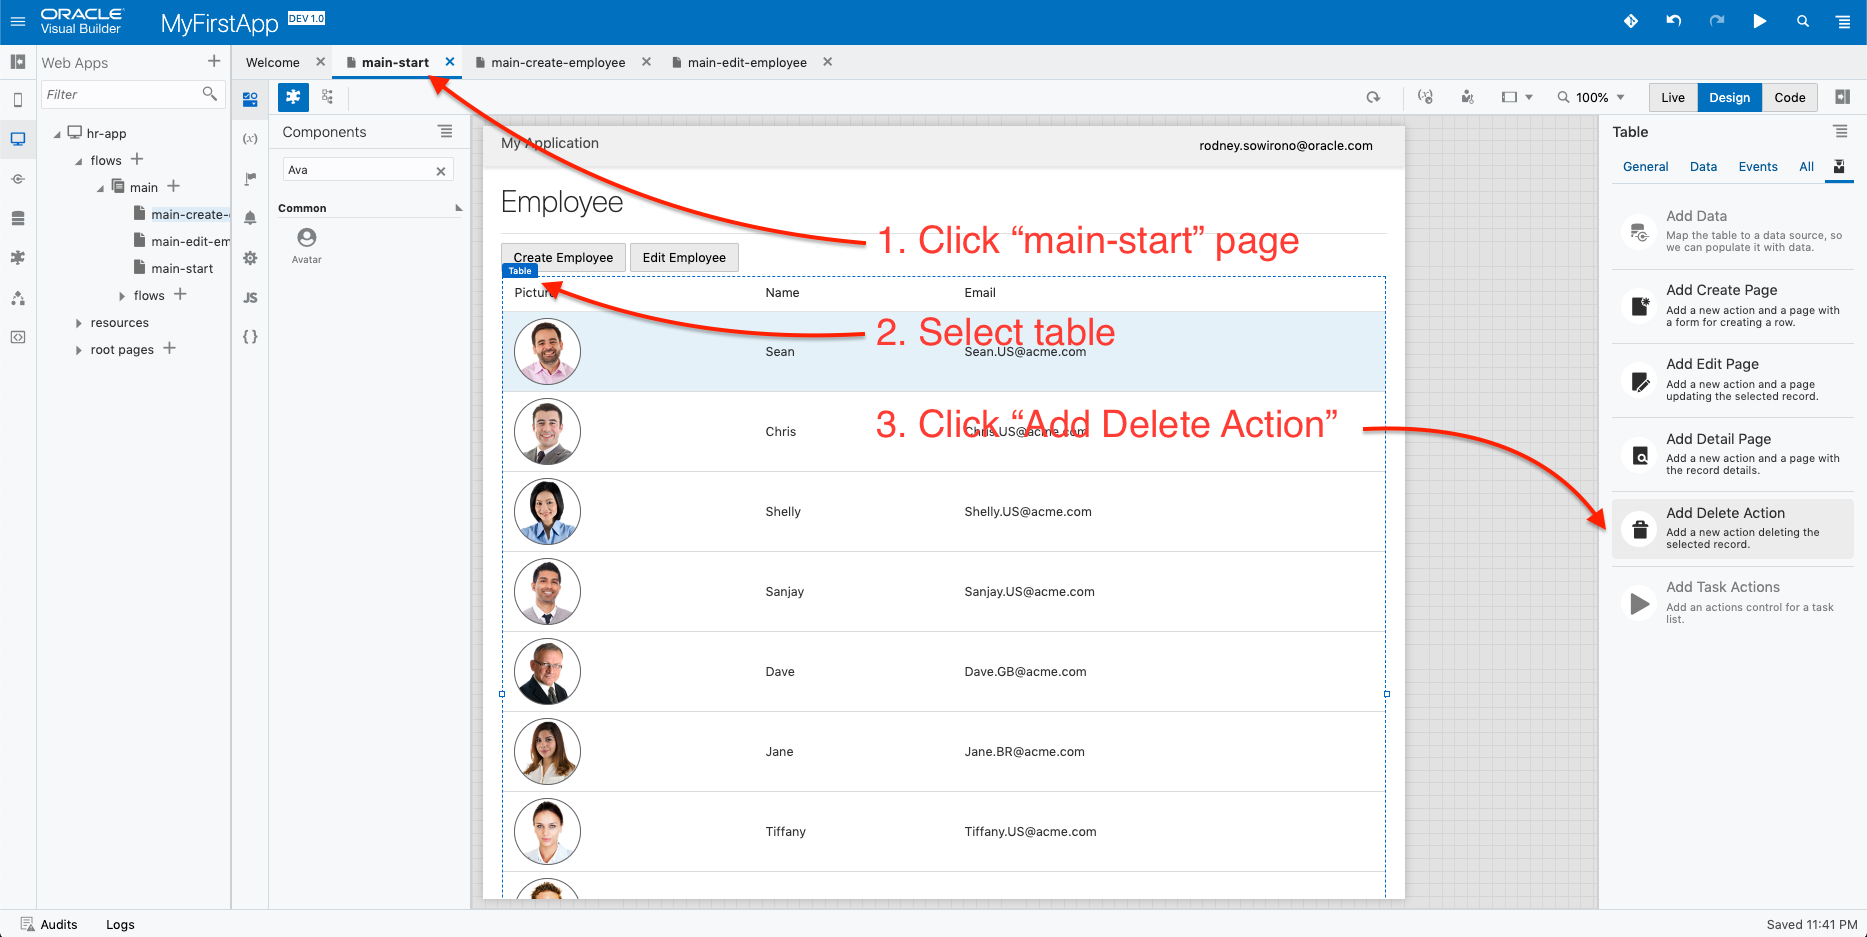 ORACLE
Visual Builder
MyFirstApp
DEV 1.0
Web Apps
Filter
hr-app
flows
main
main-create-
main-edit-em
main-start
flows
resources
root pages
Welcome
main-start
main-create-employee
main-edit-employee
100%
Live
Design
Code
(x)
JS
{ }
Components
Ava
Common
Avatar
My Application
rodney.sowirono@oracle.com
Employee
Create Employee
Edit Employee
Table
Picture
Name
Email
Sean
Sean.US@acme.com
Chris
Chris.US@acme.com
Shelly
Shelly.US@acme.com
Sanjay
Sanjay.US@acme.com
Dave
Dave.GB@acme.com
Jane
Jane.BR@acme.com
Tiffany
Tiffany.US@acme.com
1. Click “main-start” page
2. Select table
3. Click “Add Delete Action”
Table
General
Data
Events
All
Add Data
Map the table to a data source, so
we can populate it with data.
Add Create Page
Add a new action and a page with
a form for creating a row.
Add Edit Page
Add a new action and a page
updating the selected record.
Add Detail Page
Add a new action and a page with
the record details.
Add Delete Action
Add a new action deleting the
selected record.
Add Task Actions
Add an actions control for a task
list.
Audits
Logs
Saved 11:41 PM